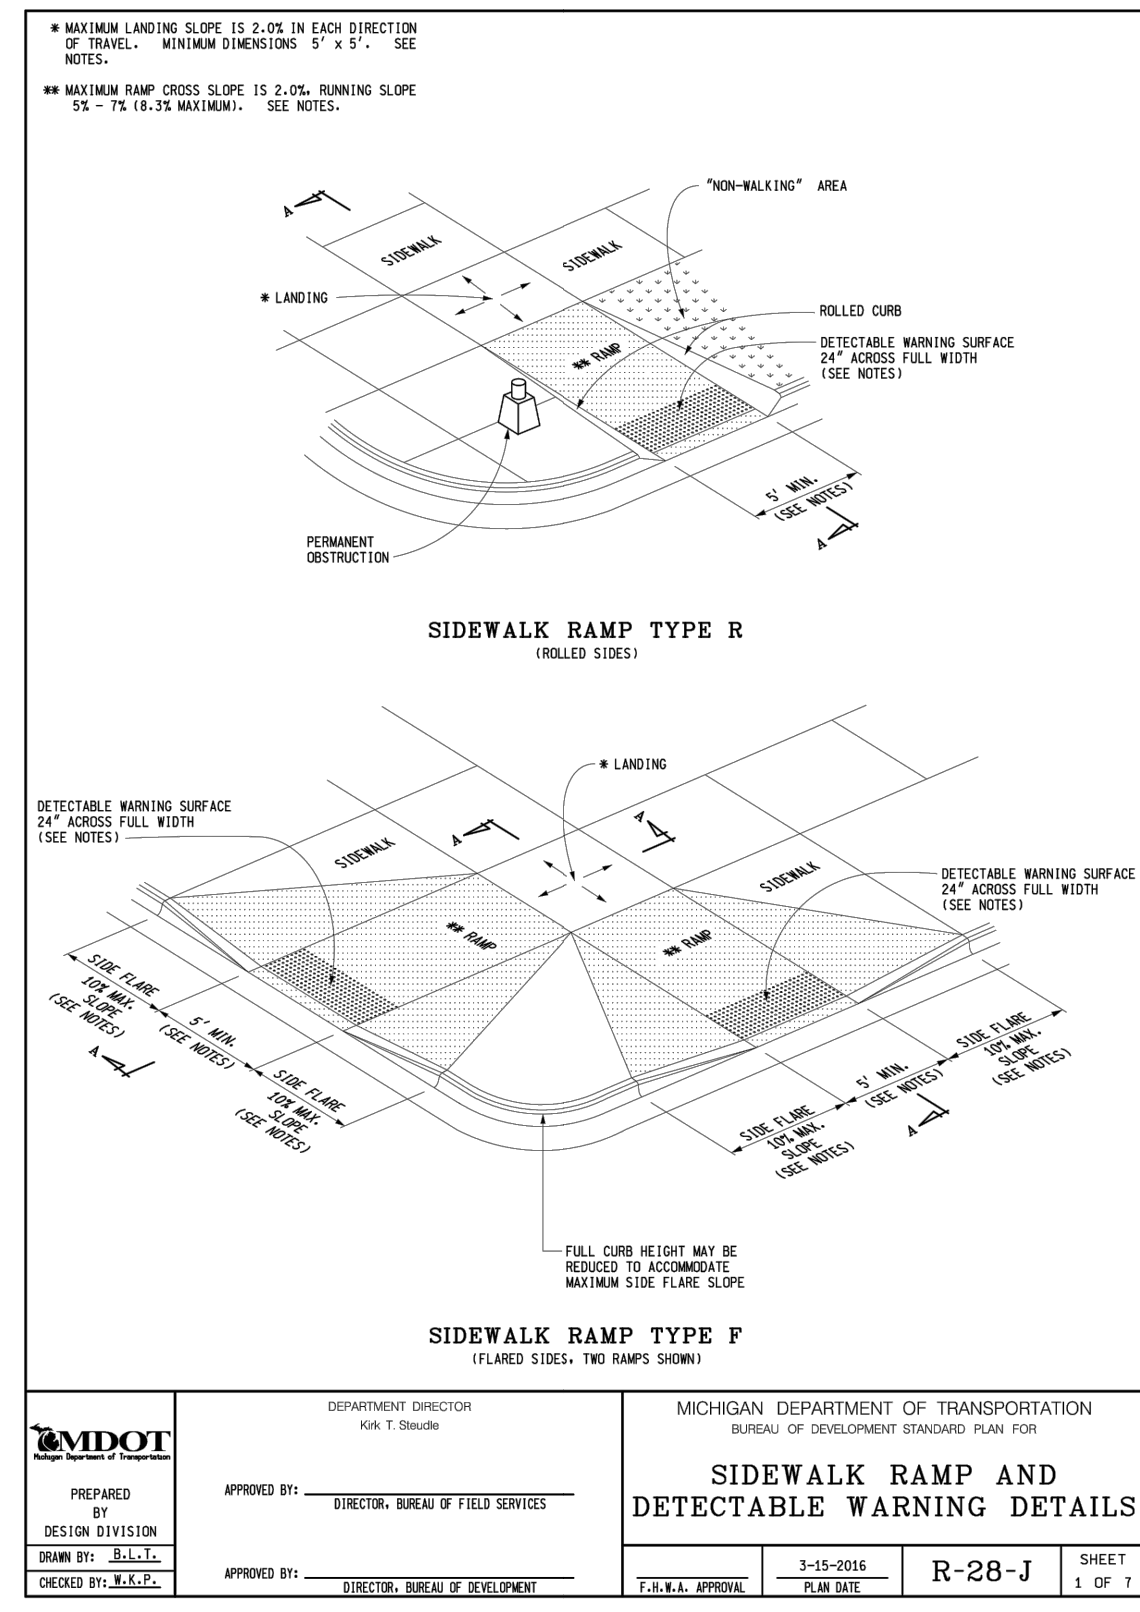 * MAXIMUM LANDING SLOPE IS 2.0% IN EACH DIRECTION
OF TRAVEL. MINIMUM DIMENSIONS 5' x 5'. SEE
NOTES.
** MAXIMUM RAMP CROSS SLOPE IS 2.0%, RUNNING SLOPE
5% - 7% (8.3% MAXIMUM). SEE NOTES.
A
"NON-WALKING" AREA
SIDEWALK
SIDEWALK
* LANDING
ROLLED CURB
DETECTABLE WARNING SURFACE
24" ACROSS FULL WIDTH
(SEE NOTES)
** RAMP
5' MIN.
(SEE NOTES)
A
PERMANENT
OBSTRUCTION
SIDEWALK RAMP TYPE R
(ROLLED SIDES)
* LANDING
DETECTABLE WARNING SURFACE
24" ACROSS FULL WIDTH
(SEE NOTES)
A
A
SIDEWALK
SIDEWALK
DETECTABLE WARNING SURFACE
24" ACROSS FULL WIDTH
(SEE NOTES)
** RAMP
** RAMP
SIDE FLARE
10% MAX.
SLOPE
(SEE NOTES)
5' MIN.
(SEE NOTES)
A
SIDE FLARE
10% MAX.
SLOPE
(SEE NOTES)
SIDE FLARE
10% MAX.
SLOPE
(SEE NOTES)
5' MIN.
(SEE NOTES)
A
SIDE FLARE
10% MAX.
SLOPE
(SEE NOTES)
FULL CURB HEIGHT MAY BE
REDUCED TO ACCOMMODATE
MAXIMUM SIDE FLARE SLOPE
SIDEWALK RAMP TYPE F
(FLARED SIDES, TWO RAMPS SHOWN)
MDOT
Michigan Department of Transportation
PREPARED
BY
DESIGN DIVISION
DRAWN BY: B.L.T.
CHECKED BY: W.K.P.
DEPARTMENT DIRECTOR
Kirk T. Steudle
APPROVED BY:
DIRECTOR, BUREAU OF FIELD SERVICES
APPROVED BY:
DIRECTOR, BUREAU OF DEVELOPMENT
MICHIGAN DEPARTMENT OF TRANSPORTATION
BUREAU OF DEVELOPMENT STANDARD PLAN FOR
SIDEWALK RAMP AND
DETECTABLE WARNING DETAILS
F.H.W.A. APPROVAL
3-15-2016
PLAN DATE
R-28-J
SHEET
1 OF 7